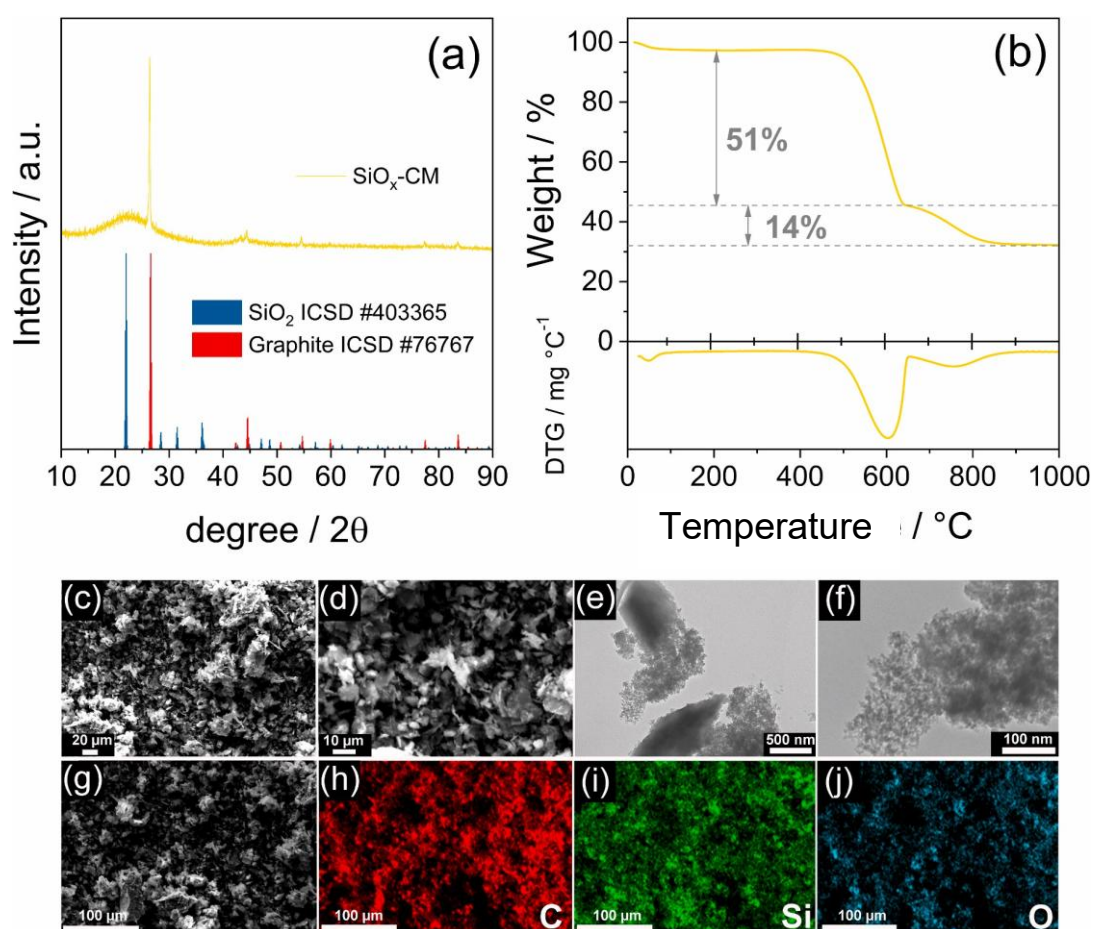 (a)
Intensity / a.u.
SiOₓ-CM
SiO₂ ICSD #403365
Graphite ICSD #76767
10 20 30 40 50 60 70 80 90
degree / 2θ
(b)
Weight / %
100
80
60
40
20
0
51%
14%
DTG / mg °C⁻¹
0 200 400 600 800 1000
Temperature / °C
(c)
20 µm
(d)
10 µm
(e)
500 nm
(f)
100 nm
(g)
100 µm
(h)
100 µm
C
(i)
100 µm
Si
(j)
100 µm
O